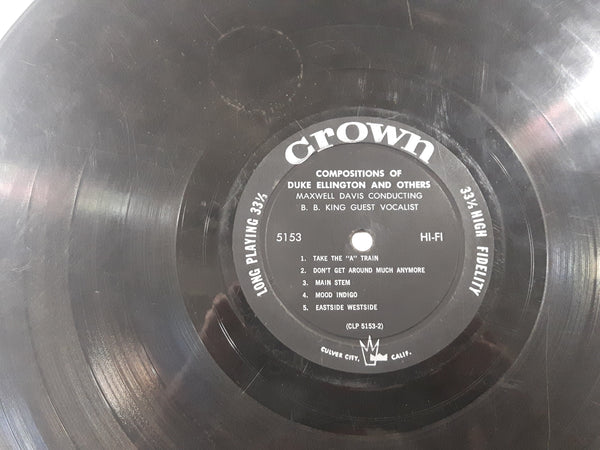 crown
COMPOSITIONS OF
DUKE ELLINGTON AND OTHERS
MAXWELL DAVIS CONDUCTING
B. B. KING GUEST VOCALIST
LONG PLAYING 33⅓
33⅓ HIGH FIDELITY
5153 HI-FI
1. TAKE THE "A" TRAIN
2. DON'T GET AROUND MUCH ANYMORE
3. MAIN STEM
4. MOOD INDIGO
5. EASTSIDE WESTSIDE
(CLP 5153-2)
CULVER CITY, CALIF.